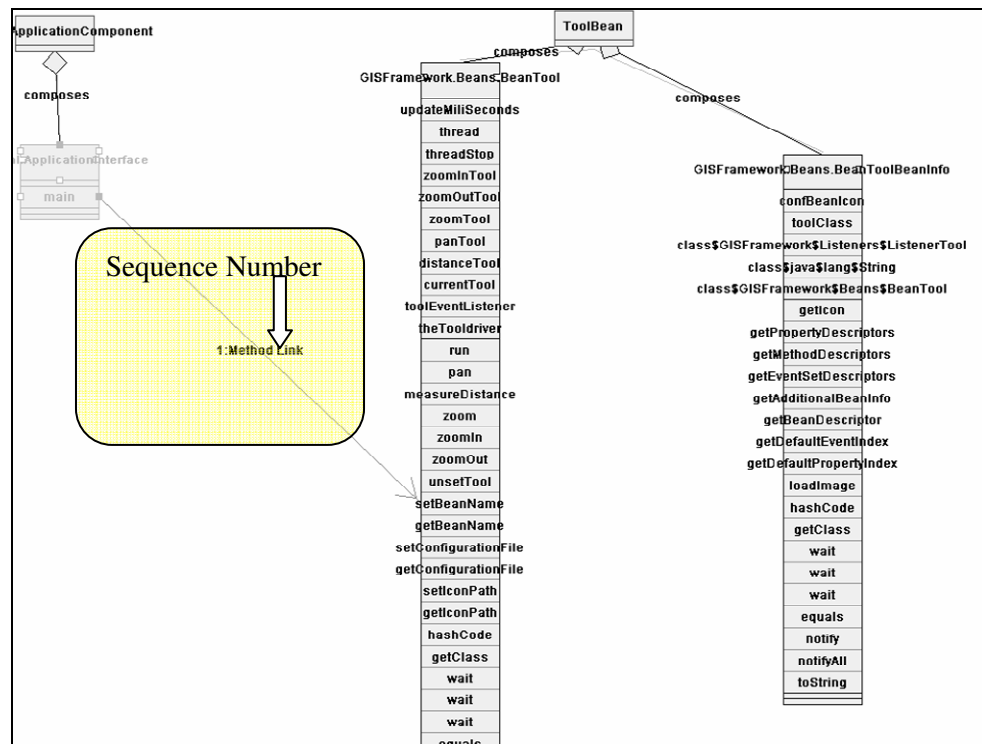 ApplicationComponent
composes
ApplicationInterface
main
Sequence Number
1:Method Link
ToolBean
composes
composes
GISFramework.Beans.BeanTool
updateMiliSeconds
thread
threadStop
zoomInTool
zoomOutTool
zoomTool
panTool
distanceTool
currentTool
toolEventListener
theTooldriver
run
pan
measureDistance
zoom
zoomIn
zoomOut
unsetTool
setBeanName
getBeanName
setConfigurationFile
getConfigurationFile
setIconPath
getIconPath
hashCode
getClass
wait
wait
wait
equals
GISFramework.Beans.BeanToolBeanInfo
confBeanIcon
toolClass
class$GISFramework$Listeners$ListenerTool
class$java$lang$String
class$GISFramework$Beans$BeanTool
getIcon
getPropertyDescriptors
getMethodDescriptors
getEventSetDescriptors
getAdditionalBeanInfo
getBeanDescriptor
getDefaultEventIndex
getDefaultPropertyIndex
loadImage
hashCode
getClass
wait
wait
wait
equals
notify
notifyAll
toString